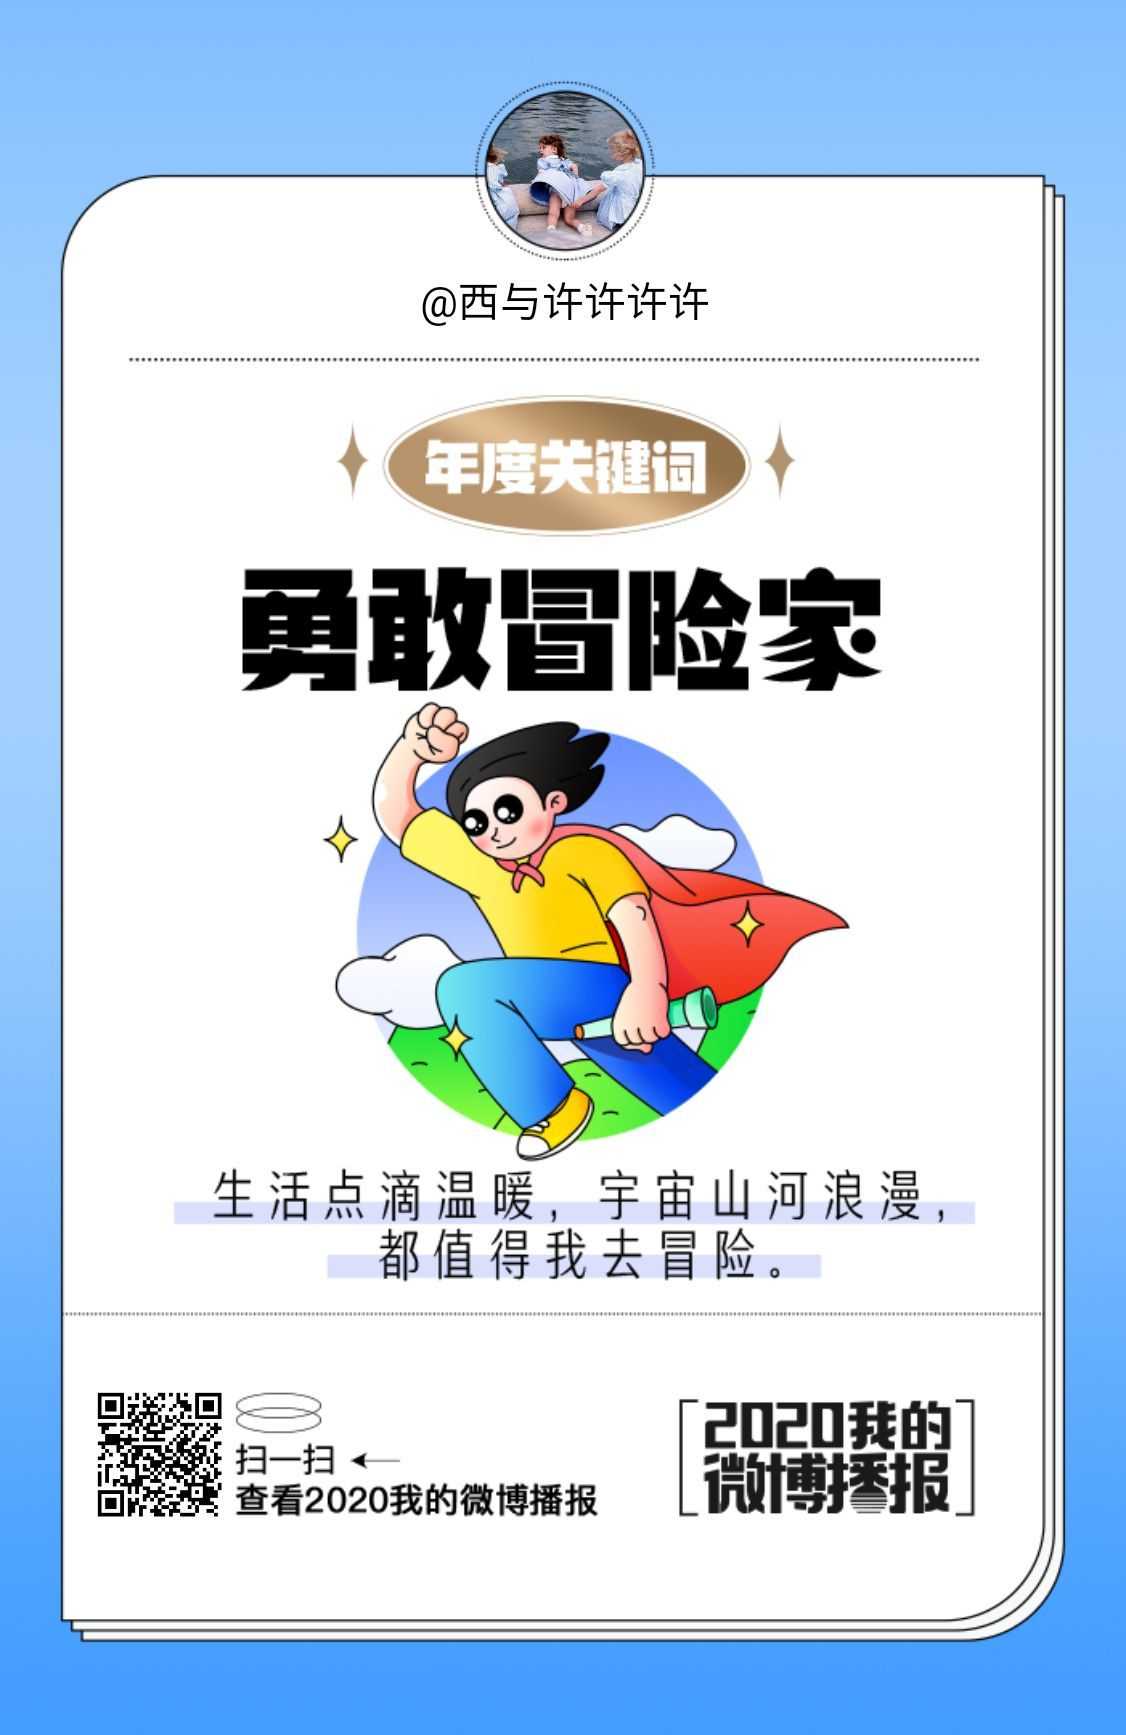 @西与许许许许
年度关键词
勇敢冒险家
生活点滴温暖，宇宙山河浪漫，
都值得我去冒险。
扫一扫
查看2020我的微博播报
2020我的
微博播报